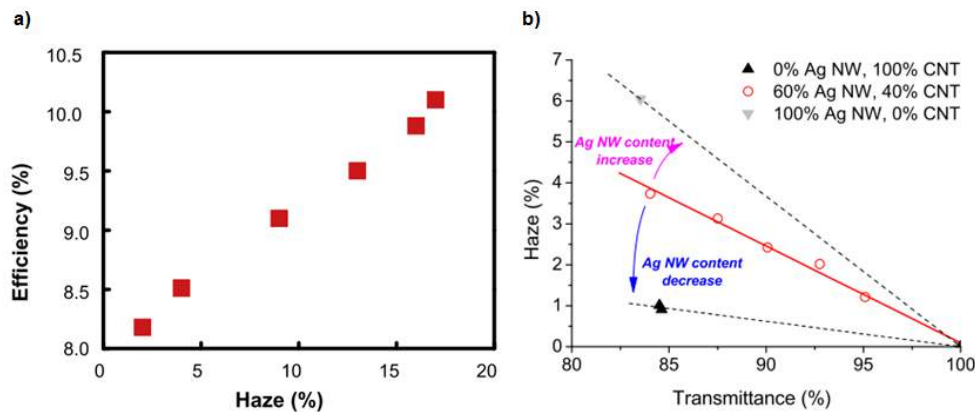 a)
10.5
10.0
9.5
9.0
8.5
8.0
Efficiency (%)
0
5
10
15
20
Haze (%)
b)
7
6
5
4
3
2
1
0
Haze (%)
0% Ag NW, 100% CNT
60% Ag NW, 40% CNT
100% Ag NW, 0% CNT
Ag NW content
increase
Ag NW content
decrease
80
85
90
95
100
Transmittance (%)